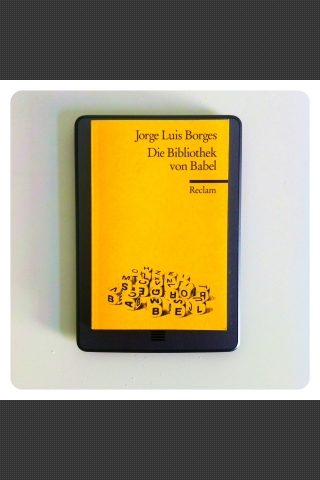 Jorge Luis Borges
Die Bibliothek
von Babel
Reclam